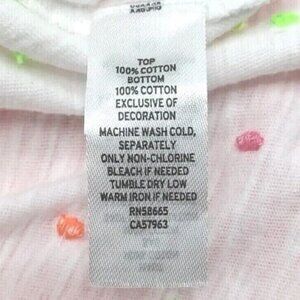 TOP
100% COTTON
BOTTOM
100% COTTON
EXCLUSIVE OF
DECORATION
MACHINE WASH COLD,
SEPARATELY
ONLY NON-CHLORINE
BLEACH IF NEEDED
TUMBLE DRY LOW
WARM IRON IF NEEDED
RN58665
CA57963